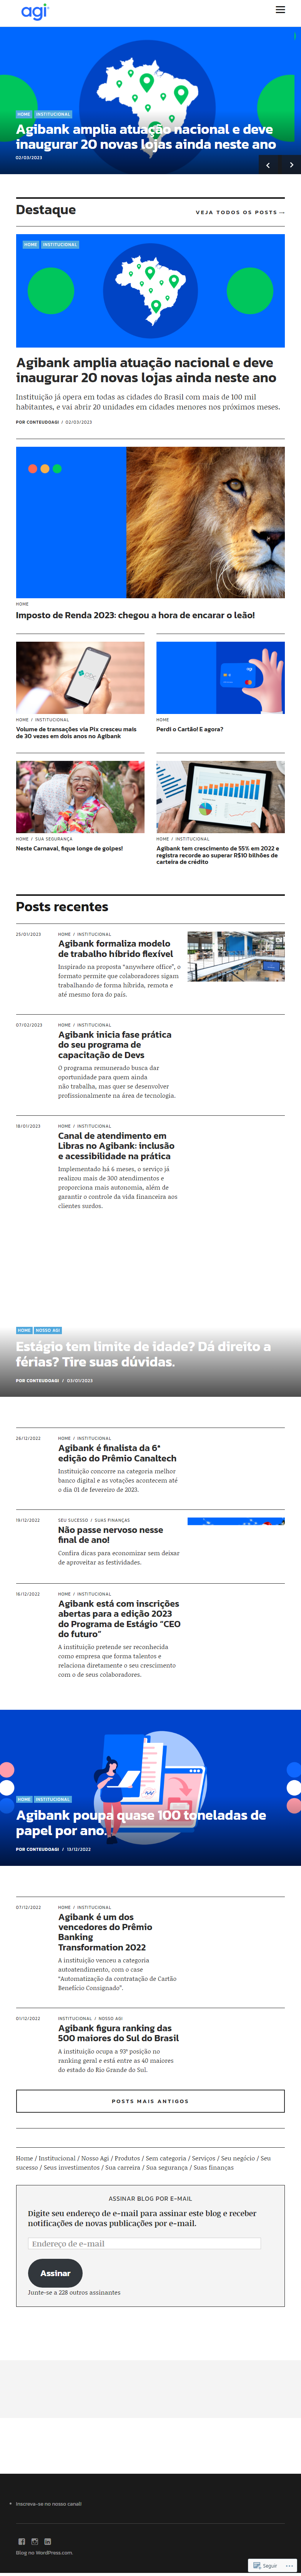 agi
HOME INSTITUCIONAL
Agibank amplia atuação nacional e deve
inaugurar 20 novas lojas ainda neste ano
02/03/2023
Destaque
VEJA TODOS OS POSTS
HOME INSTITUCIONAL
Agibank amplia atuação nacional e deve
inaugurar 20 novas lojas ainda neste ano
Instituição já opera em todas as cidades do Brasil com mais de 100 mil
habitantes, e vai abrir 20 unidades em cidades menores nos próximos meses.
POR CONTEUDOAGI / 02/03/2023
HOME
Imposto de Renda 2023: chegou a hora de encarar o leão!
HOME / INSTITUCIONAL
Volume de transações via Pix cresceu mais
de 30 vezes em dois anos no Agibank
HOME
Perdi o Cartão! E agora?
HOME / SUA SEGURANÇA
Neste Carnaval, fique longe de golpes!
HOME / INSTITUCIONAL
Agibank tem crescimento de 55% em 2022 e
registra recorde ao superar R$10 bilhões de
carteira de crédito
Posts recentes
25/01/2023
HOME / INSTITUCIONAL
Agibank formaliza modelo
de trabalho híbrido flexível
Inspirado na proposta “anywhere office”, o
formato permite que colaboradores sigam
trabalhando de forma híbrida, remota e
até mesmo fora do país.
07/02/2023
HOME / INSTITUCIONAL
Agibank inicia fase prática
do seu programa de
capacitação de Devs
O programa remunerado busca dar
oportunidade para quem ainda
não trabalha, mas quer se desenvolver
profissionalmente na área de tecnologia.
18/01/2023
HOME / INSTITUCIONAL
Canal de atendimento em
Libras no Agibank: inclusão
e acessibilidade na prática
Implementado há 6 meses, o serviço já
realizou mais de 300 atendimentos e
proporciona mais autonomia, além de
garantir o controle da vida financeira aos
clientes surdos.
HOME NOSSO AGI
Estágio tem limite de idade? Dá direito a
férias? Tire suas dúvidas.
POR CONTEUDOAGI / 03/01/2023
26/12/2022
HOME / INSTITUCIONAL
Agibank é finalista da 6ª
edição do Prêmio Canaltech
Instituição concorre na categoria melhor
banco digital e as votações acontecem até
o dia 01 de fevereiro de 2023.
19/12/2022
SEU SUCESSO / SUAS FINANÇAS
Não passe nervoso nesse
final de ano!
Confira dicas para economizar sem deixar
de aproveitar as festividades.
16/12/2022
HOME / INSTITUCIONAL
Agibank está com inscrições
abertas para a edição 2023
do Programa de Estágio “CEO
do futuro”
A instituição pretende ser reconhecida
como empresa que forma talentos e
relaciona diretamente o seu crescimento
com o de seus colaboradores.
HOME INSTITUCIONAL
Agibank poupa quase 100 toneladas de
papel por ano.
POR CONTEUDOAGI / 13/12/2022
07/12/2022
HOME / INSTITUCIONAL
Agibank é um dos
vencedores do Prêmio
Banking
Transformation 2022
A instituição venceu a categoria
autoatendimento, com o case
“Automatização da contratação de Cartão
Benefício Consignado”.
01/12/2022
INSTITUCIONAL / NOSSO AGI
Agibank figura ranking das
500 maiores do Sul do Brasil
A instituição ocupa a 93ª posição no
ranking geral e está entre as 40 maiores
do estado do Rio Grande do Sul.
POSTS MAIS ANTIGOS
Home / Institucional / Nosso Agi / Produtos / Sem categoria / Serviços / Seu negócio / Seu
sucesso / Seus investimentos / Sua carreira / Sua segurança / Suas finanças
ASSINAR BLOG POR E-MAIL
Digite seu endereço de e-mail para assinar este blog e receber
notificações de novas publicações por e-mail.
Endereço de e-mail
Assinar
Junte-se a 228 outros assinantes
Inscreva-se no nosso canal!
Blog no WordPress.com.
Seguir